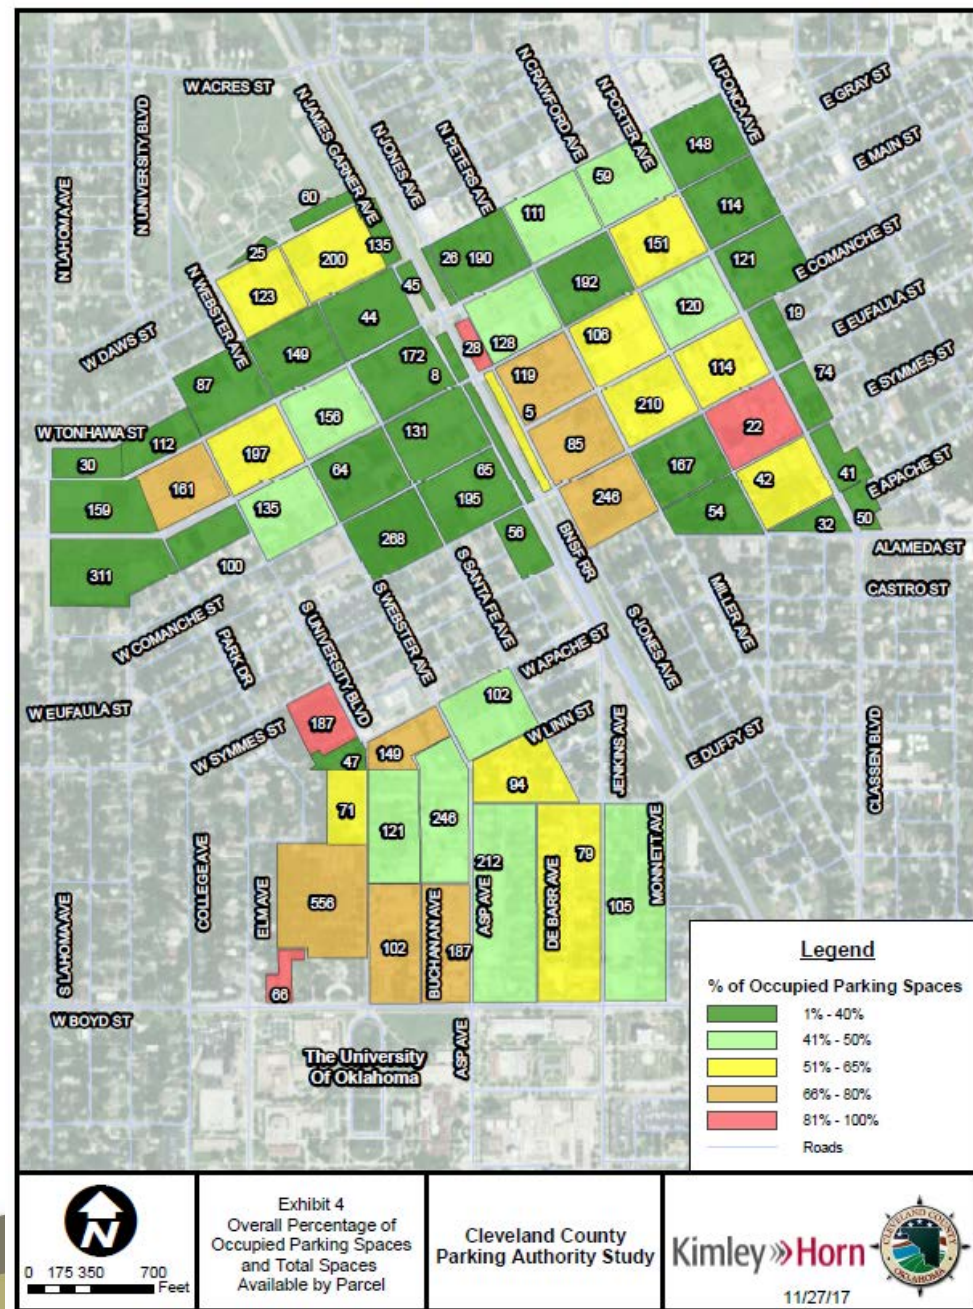 W ACRES ST
N CRAWFORD AVE
N PORTER AVE
N PONCA AVE
E GRAY ST
N UNIVERSITY BLVD
N JAMES GARNER AVE
N JONES AVE
N PETERS AVE
E MAIN ST
148
59
N LAHOMA AVE
60
111
114
E COMANCHE ST
25
200
135
26
190
151
121
123
45
192
N WEBSTER AVE
44
120
19
E EUFAULA ST
W DAWS ST
149
172
28
128
106
74
E SYMMES ST
87
8
119
114
W TONHAWA ST
156
5
210
22
112
197
131
85
30
64
65
167
41
E APACHE ST
161
42
159
135
195
246
54
50
268
56
32
311
100
BNSF RR
ALAMEDA ST
S SANTA FE AVE
CASTRO ST
W COMANCHE ST
S WEBSTER AVE
MILLER AVE
PARK DR
S UNIVERSITY BLVD
W APACHE ST
S JONES AVE
W EUFAULA ST
187
102
W LINN ST
W SYMMES ST
149
JENKINS AVE
E DUFFY ST
CLASSEN BLVD
47
94
71
121
246
MONNETT AVE
COLLEGE AVE
212
79
DE BARR AVE
ASP AVE
556
ELM AVE
105
S LAHOMA AVE
102
BUCHANAN AVE
187
66
W BOYD ST
The University
Of Oklahoma
ASP AVE
Legend
% of Occupied Parking Spaces
1% - 40%
41% - 50%
51% - 65%
66% - 80%
81% - 100%
Roads
N
0 175 350 700
Feet
Exhibit 4
Overall Percentage of
Occupied Parking Spaces
and Total Spaces
Available by Parcel
Cleveland County
Parking Authority Study
Kimley»Horn
11/27/17
CLEVELAND COUNTY
OKLAHOMA